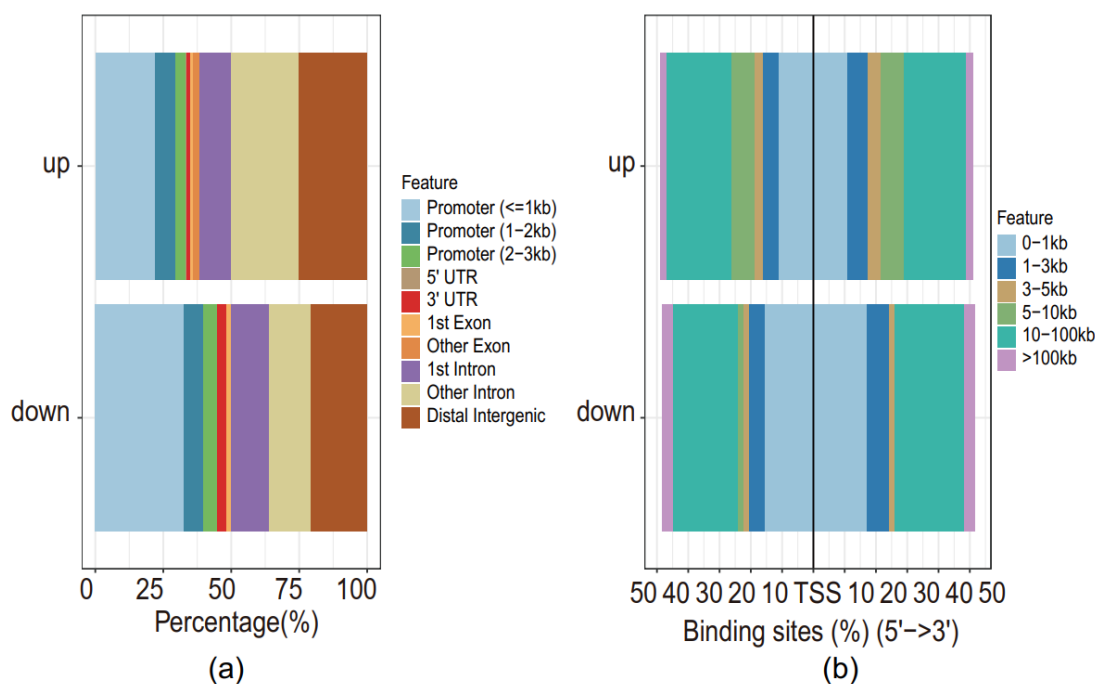 up
down
0 25 50 75 100
Percentage(%)
(a)
Feature
Promoter (<=1kb)
Promoter (1−2kb)
Promoter (2−3kb)
5' UTR
3' UTR
1st Exon
Other Exon
1st Intron
Other Intron
Distal Intergenic
up
down
50 40 30 20 10 TSS 10 20 30 40 50
Binding sites (%) (5'−>3')
(b)
Feature
0−1kb
1−3kb
3−5kb
5−10kb
10−100kb
>100kb